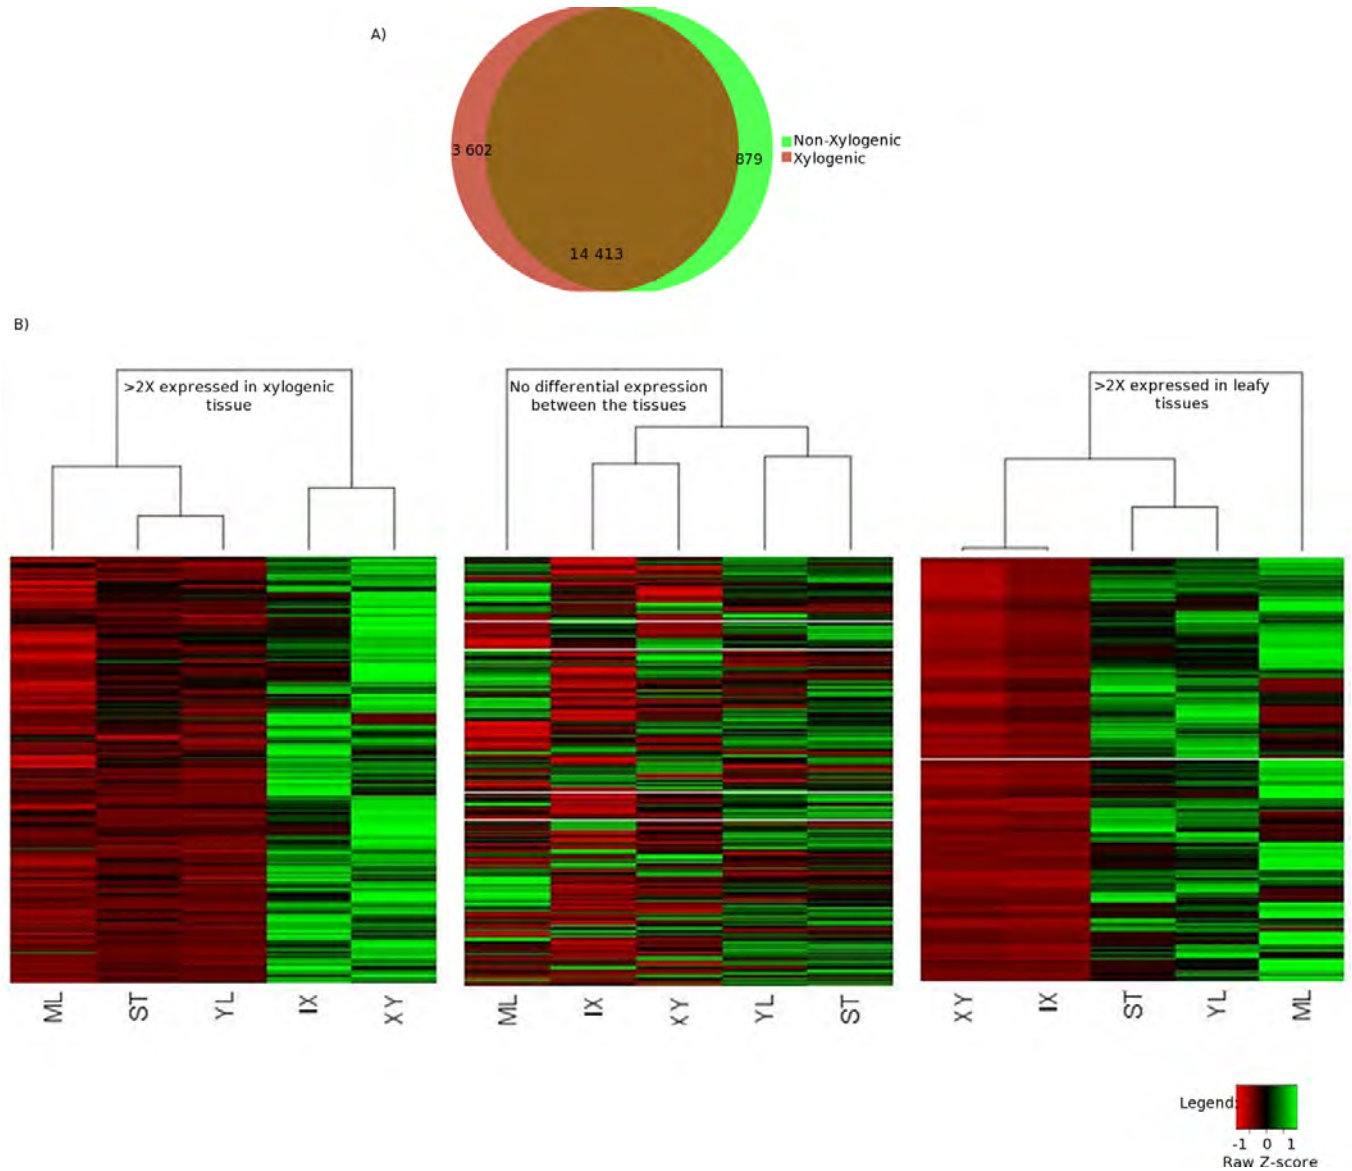 A)
Non-Xylogenic
3 602
879
Xylogenic
14 413
B)
>2X expressed in xylogenic
tissue
No differential expression
between the tissues
>2X expressed in leafy
tissues
ML
ST
YL
IX
XY
ML
IX
XY
YL
ST
XY
IX
ST
YL
ML
Legend:
-1 0 1
Raw Z-score